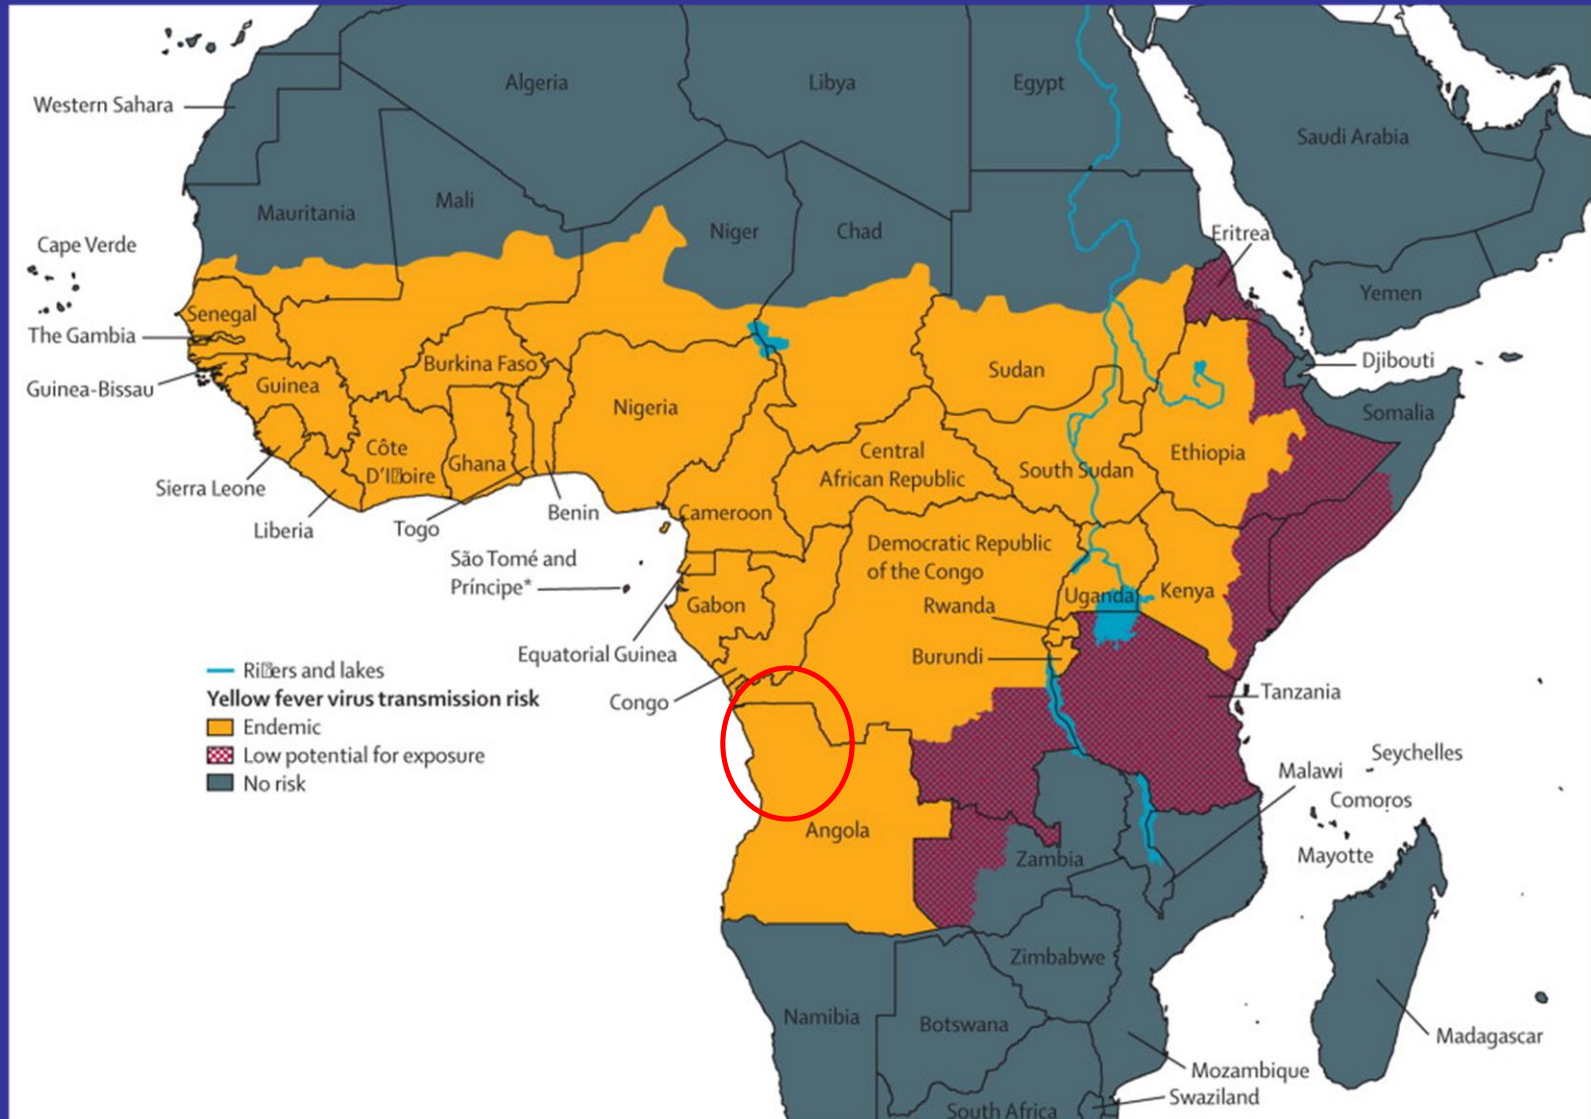 Algeria
Libya
Egypt
Western Sahara
Saudi Arabia
Mali
Mauritania
Niger
Chad
Eritrea
Cape Verde
Yemen
Senegal
The Gambia
Burkina Faso
Sudan
Djibouti
Guinea-Bissau
Guinea
Nigeria
Somalia
Côte
D'I▯oire
Ghana
Central
African Republic
South Sudan
Ethiopia
Sierra Leone
Liberia
Togo
Benin
Cameroon
São Tomé and
Príncipe*
Democratic Republic
of the Congo
Gabon
Rwanda
Uganda
Kenya
Equatorial Guinea
Burundi
Congo
Tanzania
Ri▯ers and lakes
Yellow fever virus transmission risk
Endemic
Low potential for exposure
No risk
Seychelles
Malawi
Comoros
Angola
Zambia
Mayotte
Zimbabwe
Namibia
Botswana
Madagascar
Mozambique
Swaziland
South Africa